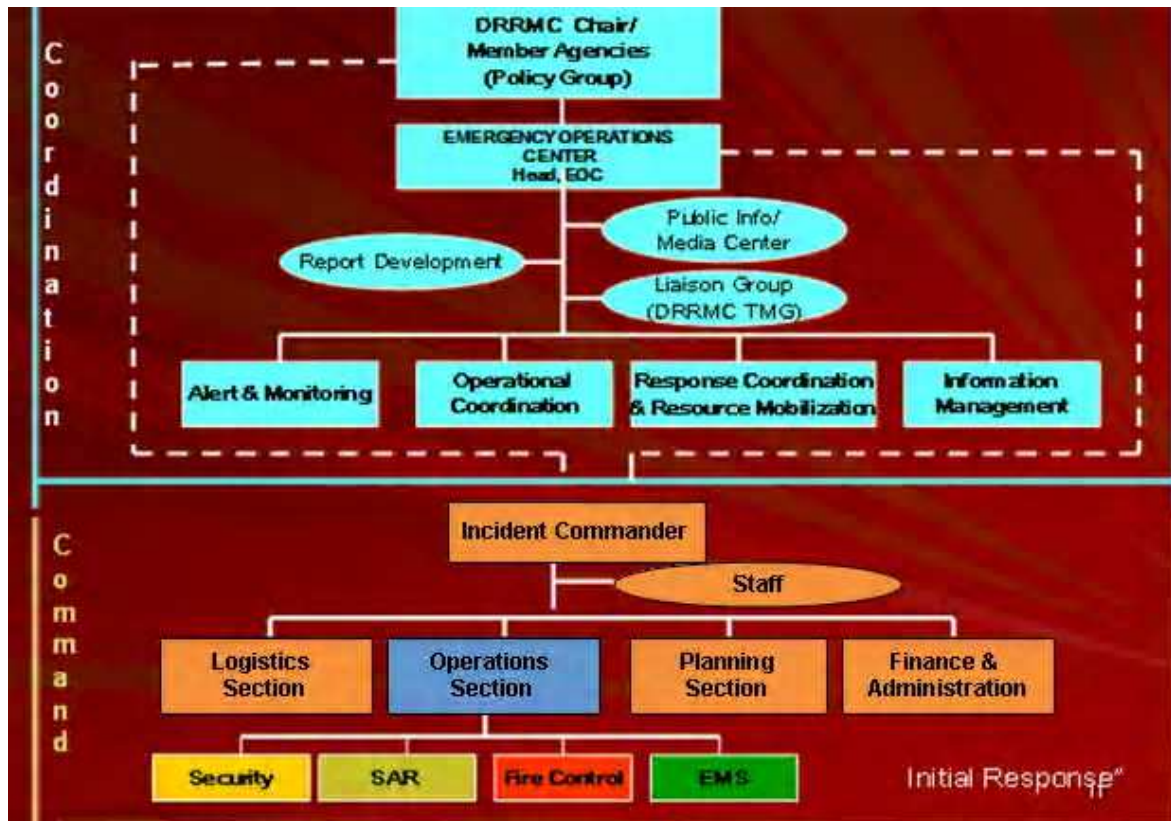 Coordination
DRRMC Chair/
Member Agencies
(Policy Group)
EMERGENCY OPERATIONS
CENTER
Head, EOC
Public Info/
Media Center
Report Development
Liaison Group
(DRRMC TMG)
Alert & Monitoring
Operational
Coordination
Response Coordination
& Resource Mobilization
Information
Management
Command
Incident Commander
Staff
Logistics
Section
Operations
Section
Planning
Section
Finance &
Administration
Security
SAR
Fire Control
EMS
Initial Response"